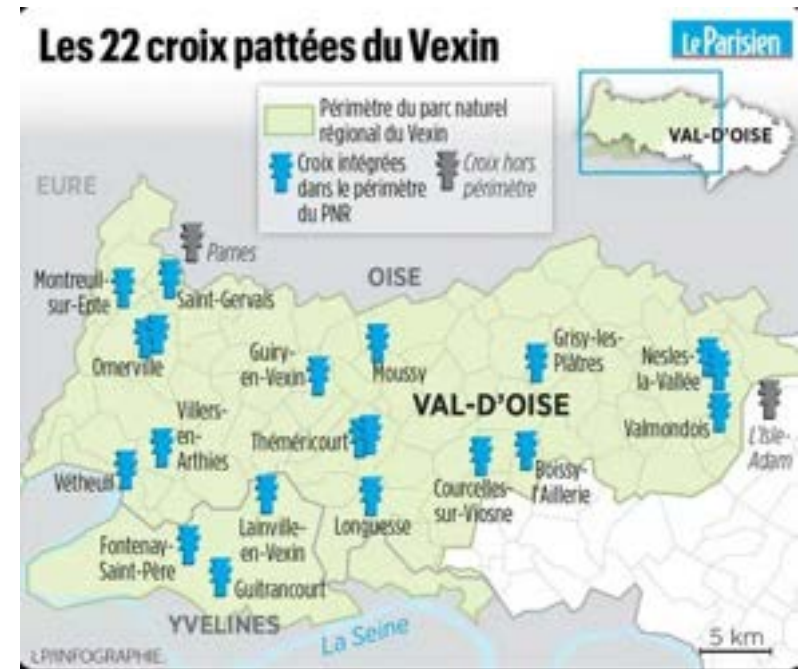 Les 22 croix pattées du Vexin
Le Parisien
Périmètre du parc naturel
régional du Vexin
Croix intégrées
dans le périmètre
du PNR
Croix hors
périmètre
VAL-D'OISE
EURE
Parnes
OISE
Montreuil-
sur-Epte
Saint-Gervais
Omerville
Guiry-
en-Vexin
Moussy
Grisy-les-
Plâtres
Nesles-
la-Vallée
VAL-D'OISE
Villers-
en-
Arthies
Théméricourt
Valmondois
L'Isle-
Adam
Vétheuil
Courcelles-
sur-Viosne
Boissy-
l'Aillerie
Fontenay-
Saint-Père
Lainville-
en-Vexin
Longuesse
Guitrancourt
YVELINES
La Seine
5 km
LP/INFOGRAPHIE.